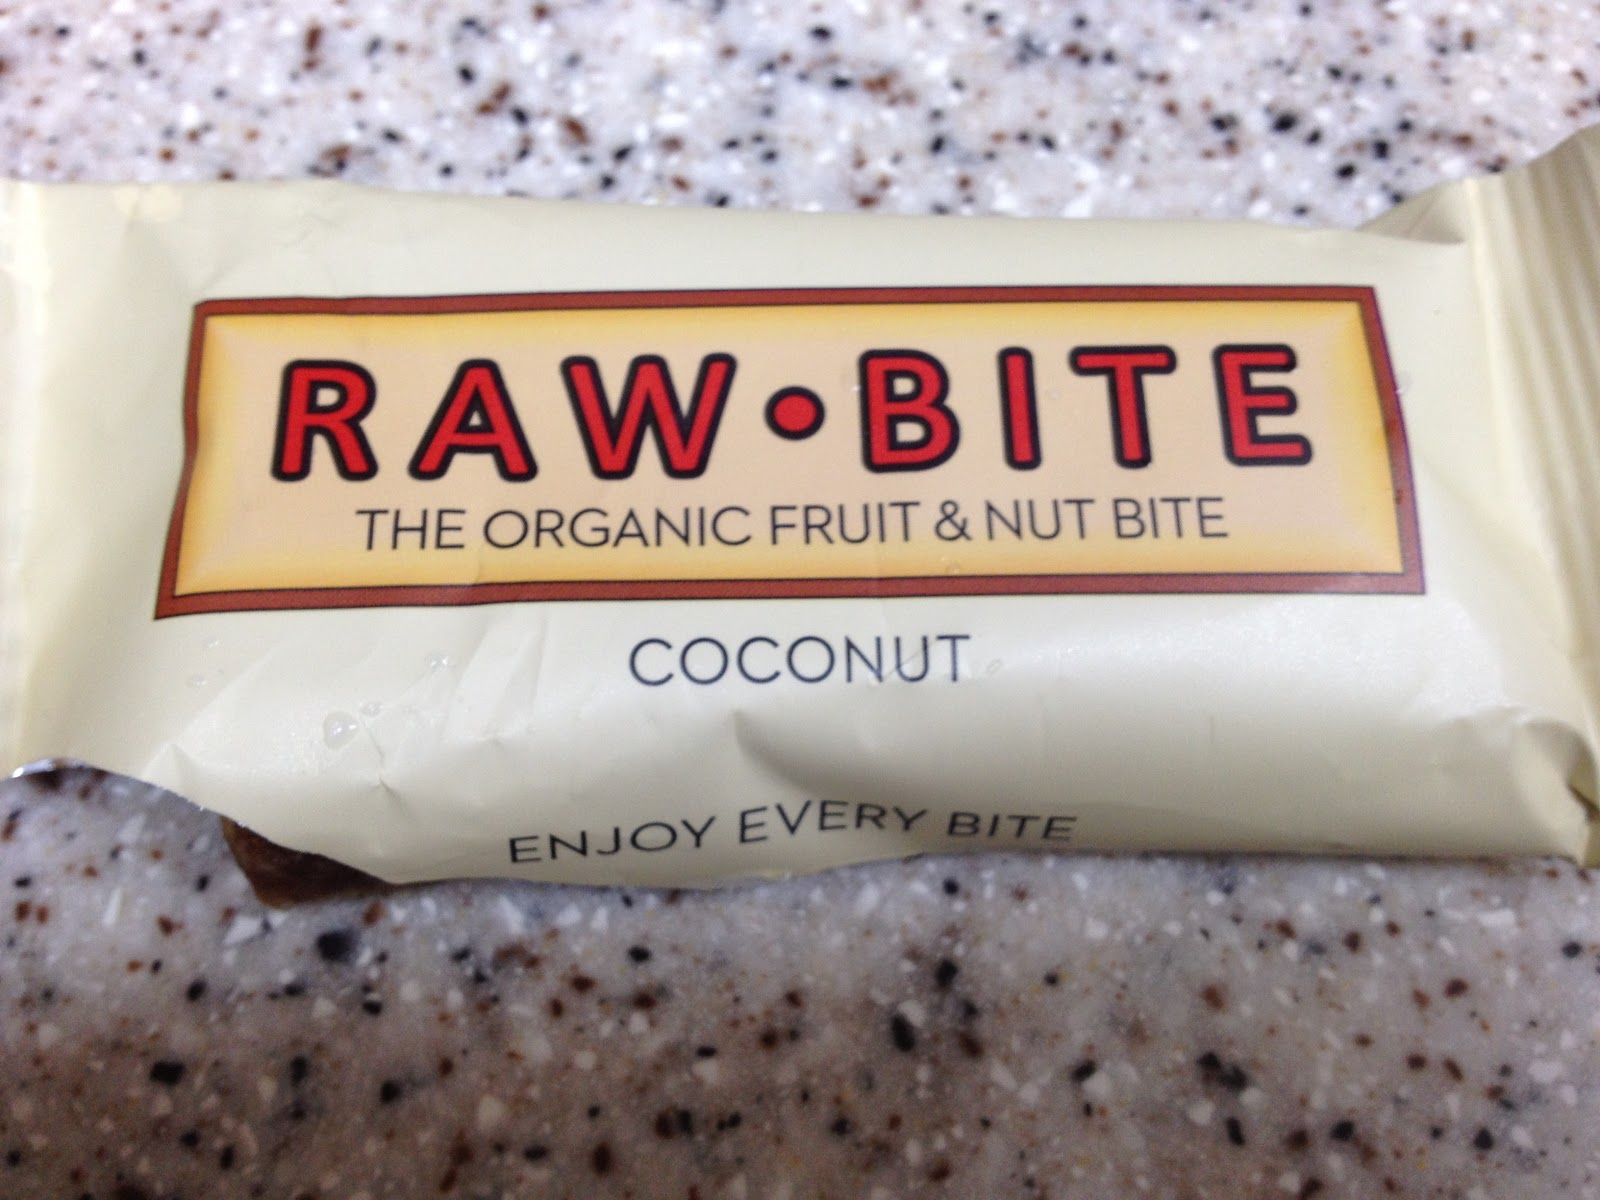 RAW•BITE
THE ORGANIC FRUIT & NUT BITE
COCONUT
ENJOY EVERY BITE